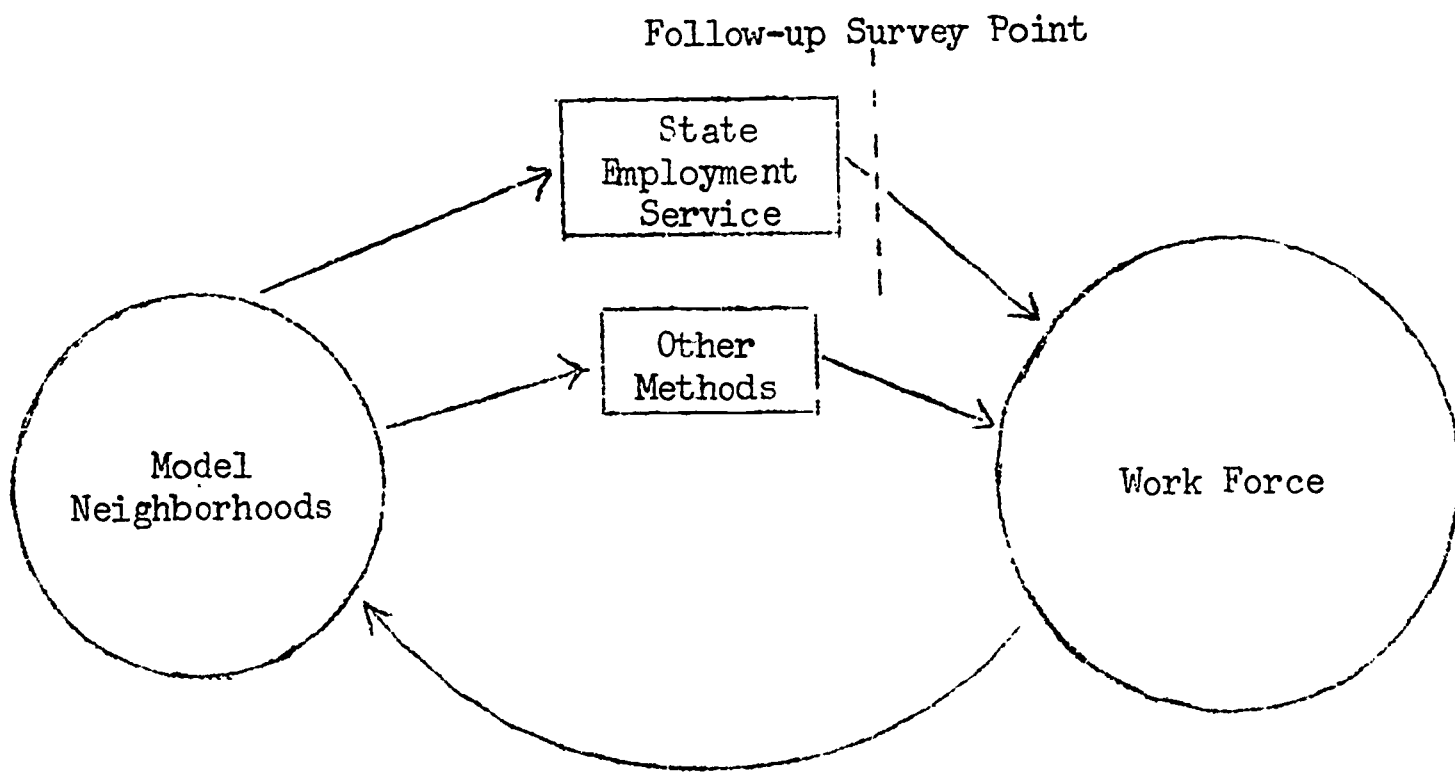 Follow-up Survey Point
State
Employment
Service
Other
Methods
Model
Neighborhoods
Work Force